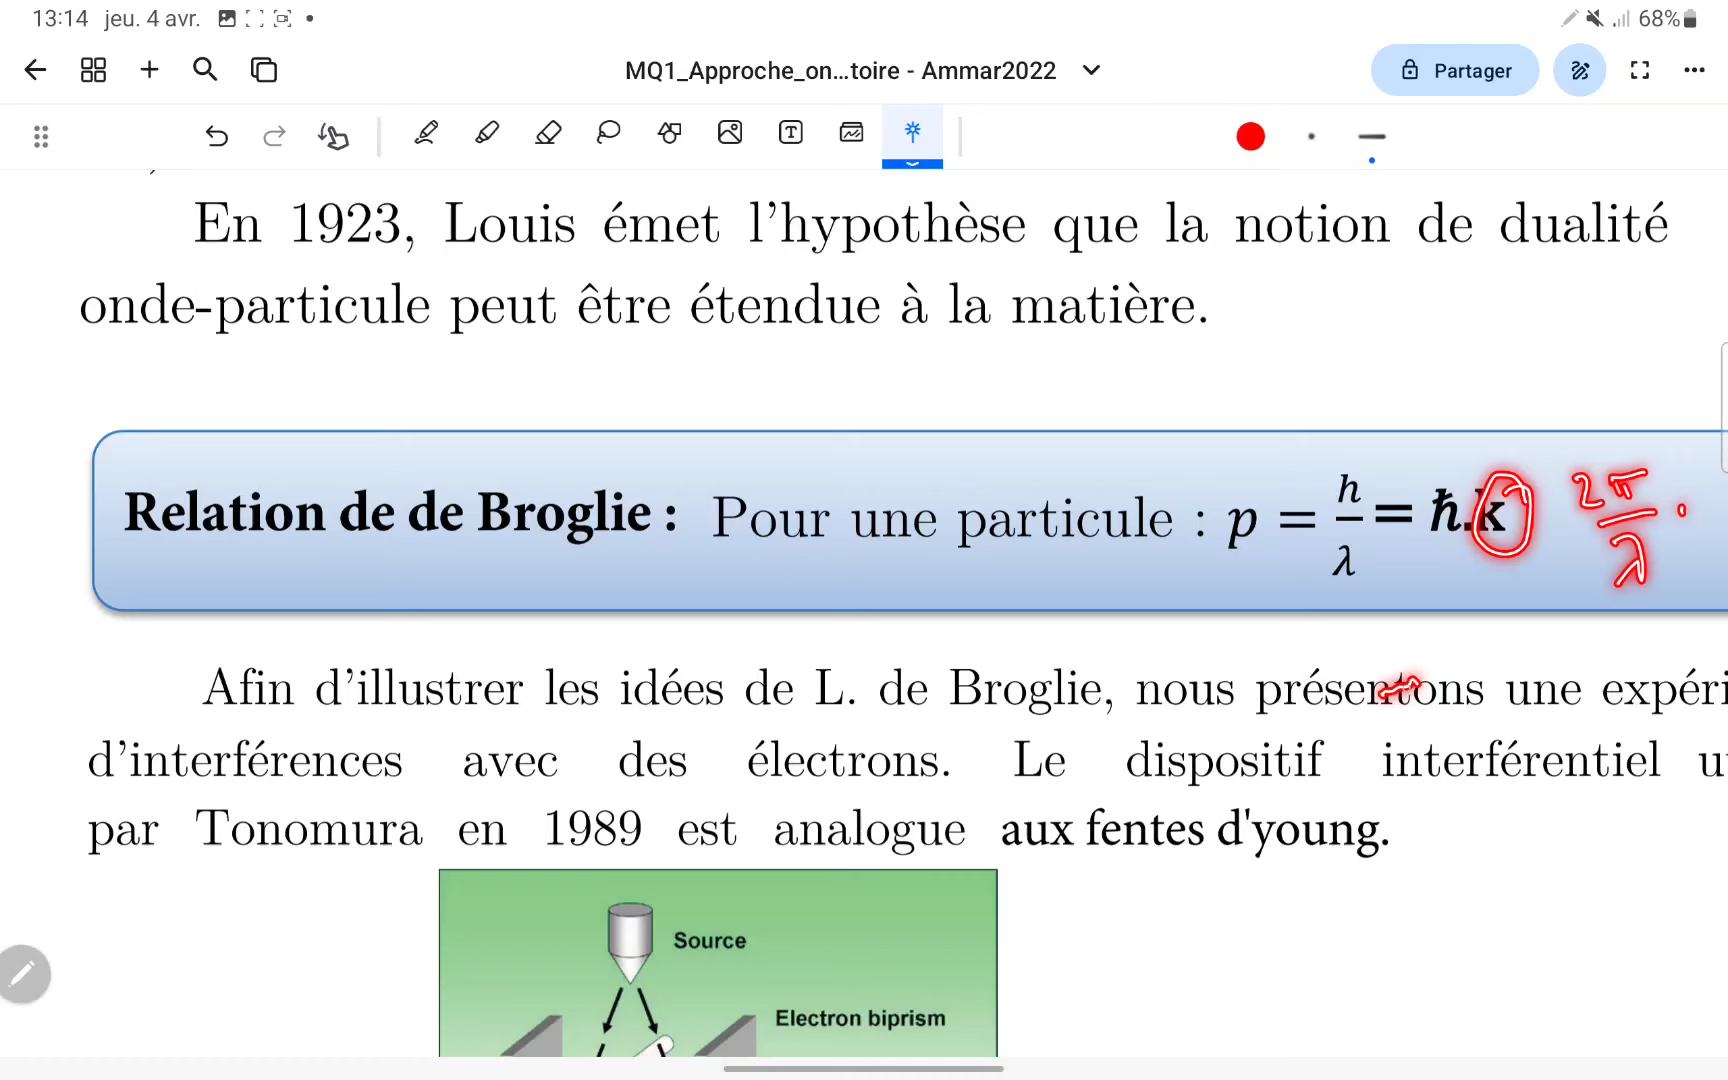 13:14 jeu. 4 avr. 68%
MQ1_Approche_on...toire - Ammar2022
Partager
En 1923, Louis émet l'hypothèse que la notion de dualité
onde-particule peut être étendue à la matière.
Relation de de Broglie : Pour une particule : p = h/λ = ħ.k 2π/λ .
Afin d'illustrer les idées de L. de Broglie, nous présentons une expéri
d'interférences avec des électrons. Le dispositif interférentiel u
par Tonomura en 1989 est analogue aux fentes d'young.
Source
Electron biprism